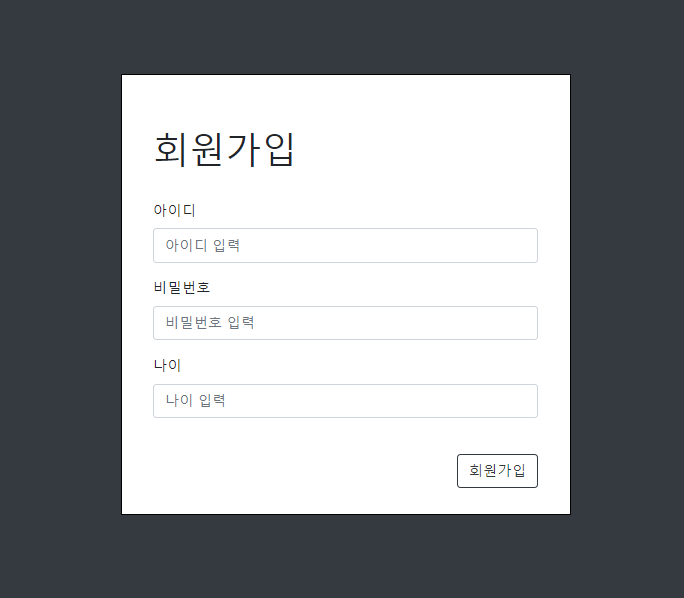 회원가입
아이디
아이디 입력
비밀번호
비밀번호 입력
나이
나이 입력
회원가입